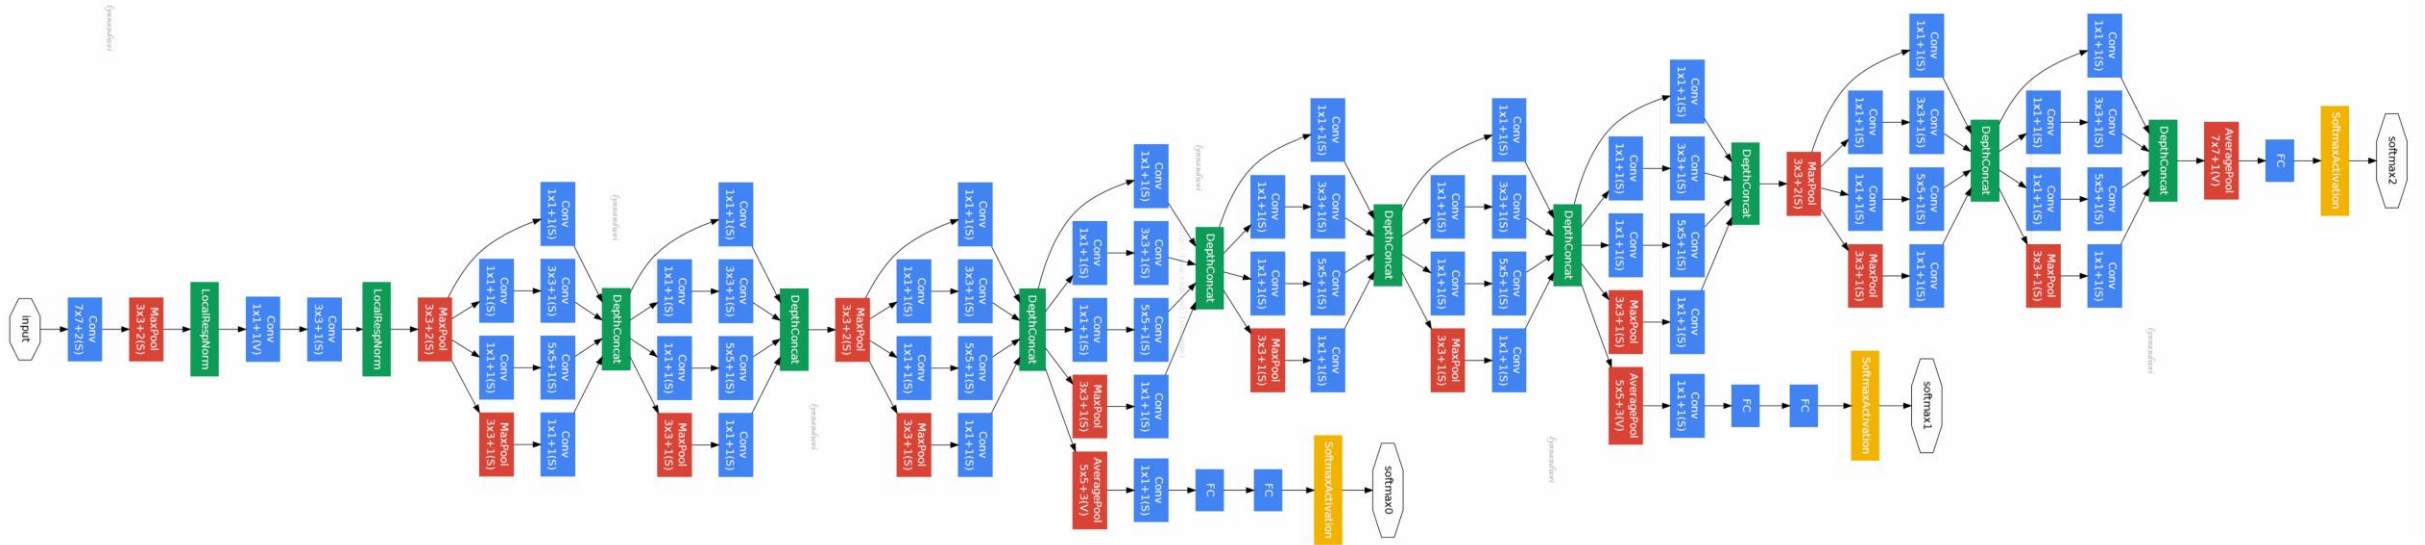 input
Conv
7x7+2(S)
MaxPool
3x3+2(S)
LocalRespNorm
Conv
1x1+1(V)
Conv
3x3+1(S)
LocalRespNorm
MaxPool
3x3+2(S)
Conv
1x1+1(S)
Conv
1x1+1(S)
MaxPool
3x3+1(S)
Conv
1x1+1(S)
Conv
3x3+1(S)
Conv
5x5+1(S)
Conv
1x1+1(S)
DepthConcat
Conv
1x1+1(S)
Conv
1x1+1(S)
MaxPool
3x3+1(S)
Conv
1x1+1(S)
Conv
3x3+1(S)
Conv
5x5+1(S)
Conv
1x1+1(S)
DepthConcat
MaxPool
3x3+2(S)
Conv
1x1+1(S)
Conv
1x1+1(S)
MaxPool
3x3+1(S)
Conv
1x1+1(S)
Conv
3x3+1(S)
Conv
5x5+1(S)
Conv
1x1+1(S)
DepthConcat
Conv
1x1+1(S)
Conv
1x1+1(S)
MaxPool
3x3+1(S)
AveragePool
5x5+3(V)
Conv
1x1+1(S)
Conv
3x3+1(S)
Conv
5x5+1(S)
Conv
1x1+1(S)
Conv
1x1+1(S)
DepthConcat
FC
FC
SoftmaxActivation
softmax0
Conv
1x1+1(S)
Conv
1x1+1(S)
MaxPool
3x3+1(S)
Conv
1x1+1(S)
Conv
3x3+1(S)
Conv
5x5+1(S)
Conv
1x1+1(S)
DepthConcat
Conv
1x1+1(S)
Conv
1x1+1(S)
MaxPool
3x3+1(S)
Conv
1x1+1(S)
Conv
3x3+1(S)
Conv
5x5+1(S)
Conv
1x1+1(S)
DepthConcat
Conv
1x1+1(S)
Conv
1x1+1(S)
MaxPool
3x3+1(S)
AveragePool
5x5+3(V)
Conv
1x1+1(S)
Conv
3x3+1(S)
Conv
5x5+1(S)
Conv
1x1+1(S)
Conv
1x1+1(S)
DepthConcat
FC
FC
SoftmaxActivation
softmax1
MaxPool
3x3+2(S)
Conv
1x1+1(S)
Conv
1x1+1(S)
MaxPool
3x3+1(S)
Conv
1x1+1(S)
Conv
3x3+1(S)
Conv
5x5+1(S)
Conv
1x1+1(S)
DepthConcat
Conv
1x1+1(S)
Conv
1x1+1(S)
MaxPool
3x3+1(S)
Conv
1x1+1(S)
Conv
3x3+1(S)
Conv
5x5+1(S)
Conv
1x1+1(S)
DepthConcat
AveragePool
7x7+1(V)
FC
SoftmaxActivation
softmax2